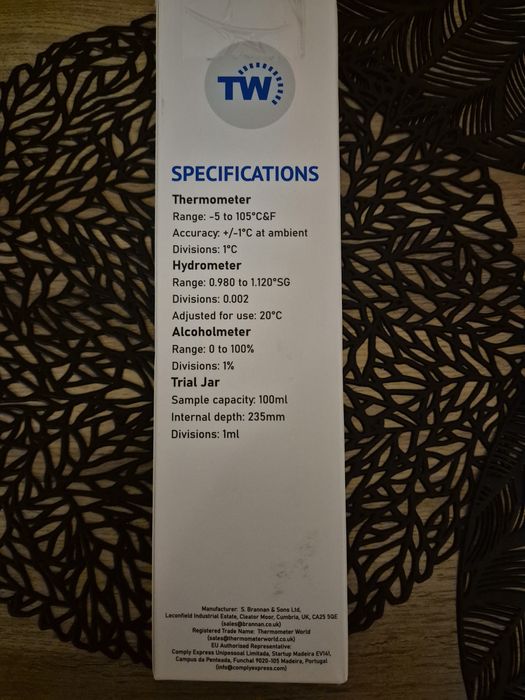 TW
SPECIFICATIONS
Thermometer
Range: -5 to 105°C&F
Accuracy: +/-1°C at ambient
Divisions: 1°C
Hydrometer
Range: 0.980 to 1.120°SG
Divisions: 0.002
Adjusted for use: 20°C
Alcoholmeter
Range: 0 to 100%
Divisions: 1%
Trial Jar
Sample capacity: 100ml
Internal depth: 235mm
Divisions: 1ml
Manufacturer: S. Brannan & Sons Ltd,
Leconfield Industrial Estate, Cleator Moor, Cumbria, UK, CA25 5QE
(sales@brannan.co.uk)
Registered Trade Name: Thermometer World
(sales@thermometerworld.co.uk)
EU Authorised Representative:
Comply Express Unipessoal Limitada, Startup Madeira EV141,
Campus da Penteada, Funchal 9020-105 Madeira, Portugal
(info@complyexpress.com)